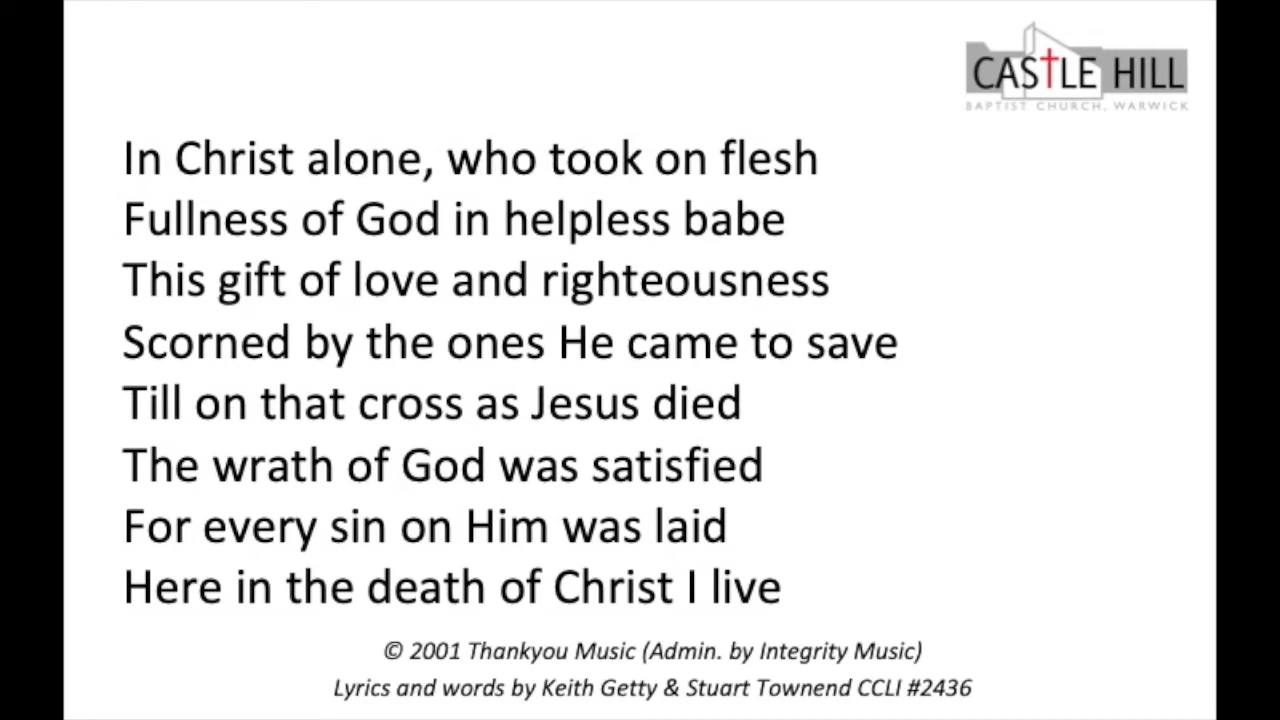 CASTLE HILL
BAPTIST CHURCH, WARWICK
In Christ alone, who took on flesh
Fullness of God in helpless babe
This gift of love and righteousness
Scorned by the ones He came to save
Till on that cross as Jesus died
The wrath of God was satisfied
For every sin on Him was laid
Here in the death of Christ I live
© 2001 Thankyou Music (Admin. by Integrity Music)
Lyrics and words by Keith Getty & Stuart Townend CCLI #2436